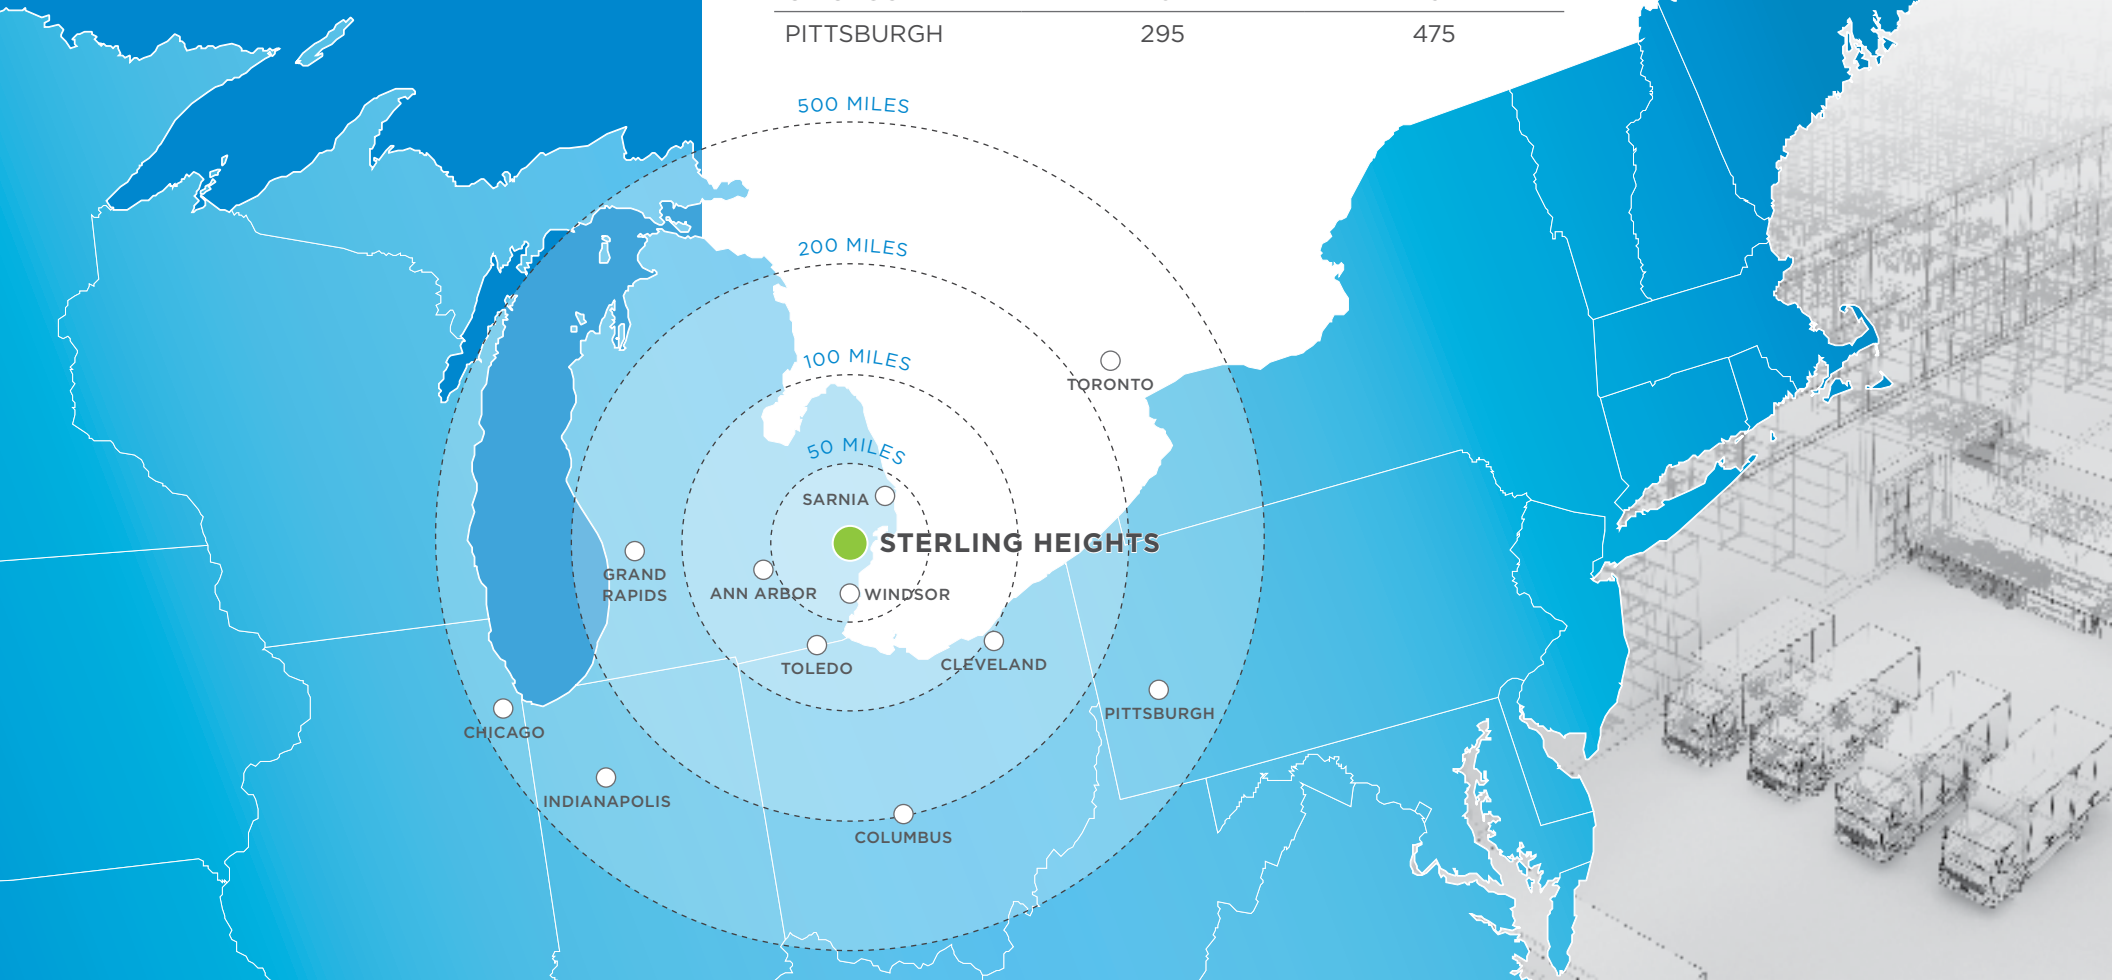 PITTSBURGH 295 475
500 MILES
200 MILES
100 MILES
TORONTO
50 MILES
SARNIA
STERLING HEIGHTS
GRAND
RAPIDS
ANN ARBOR
WINDSOR
TOLEDO
CLEVELAND
PITTSBURGH
CHICAGO
INDIANAPOLIS
COLUMBUS